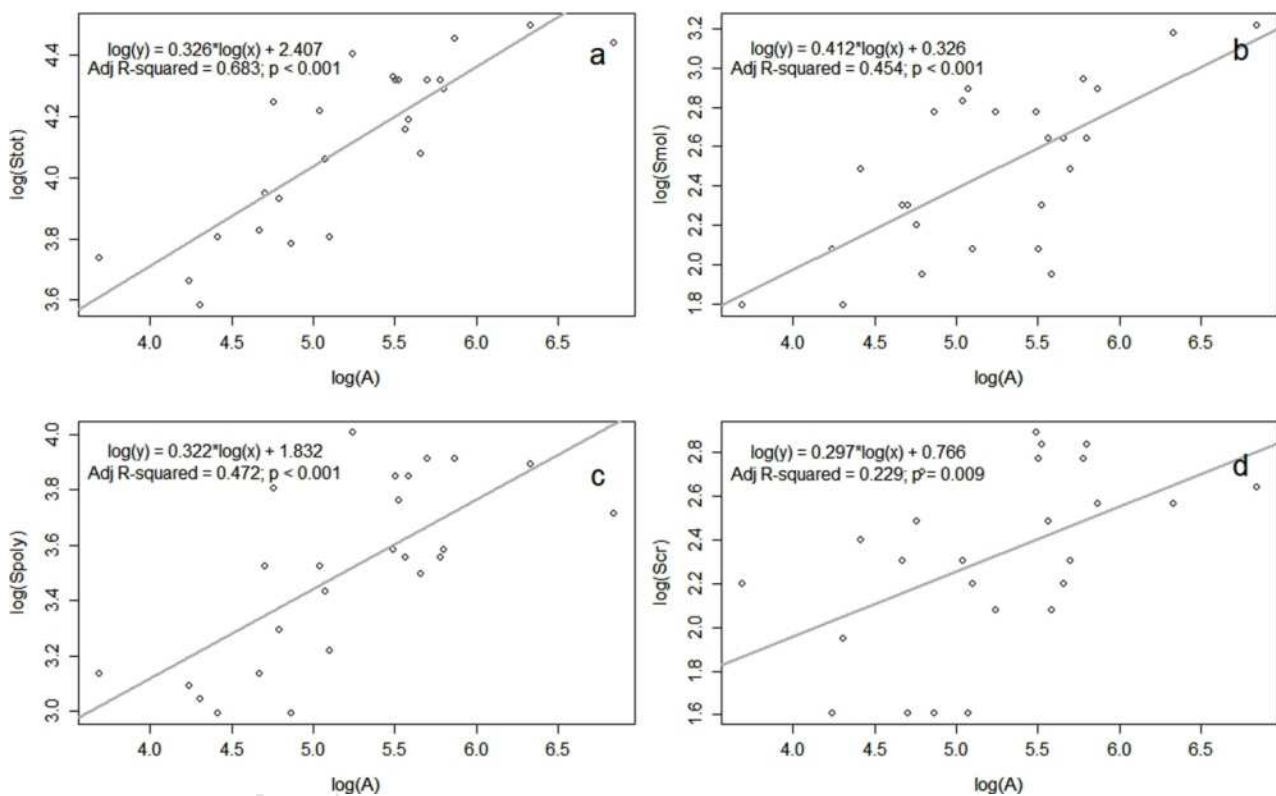 log(y) = 0.326*log(x) + 2.407
Adj R-squared = 0.683; p < 0.001
a
log(Stot)
3.6 3.8 4.0 4.2 4.4
4.0 4.5 5.0 5.5 6.0 6.5
log(A)
log(y) = 0.412*log(x) + 0.326
Adj R-squared = 0.454; p < 0.001
b
log(Smol)
1.8 2.0 2.2 2.4 2.6 2.8 3.2
4.0 4.5 5.0 5.5 6.0 6.5
log(A)
log(y) = 0.322*log(x) + 1.832
Adj R-squared = 0.472; p < 0.001
c
log(Spoly)
3.0 3.2 3.4 3.6 3.8 4.0
4.0 4.5 5.0 5.5 6.0 6.5
log(A)
log(y) = 0.297*log(x) + 0.766
Adj R-squared = 0.229; p = 0.009
d
log(Scr)
1.6 1.8 2.0 2.2 2.4 2.6 2.8
4.0 4.5 5.0 5.5 6.0 6.5
log(A)